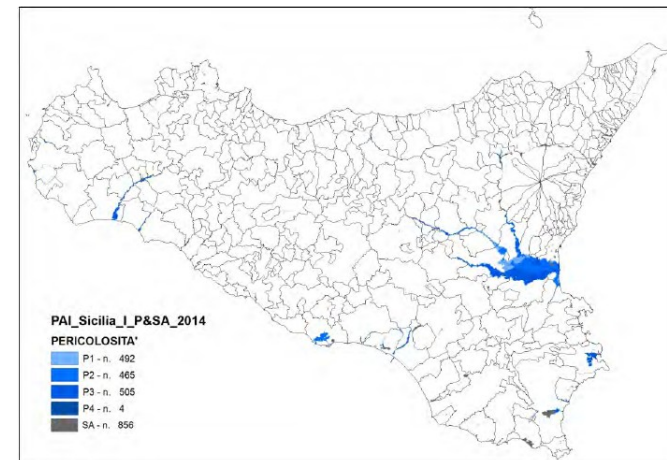 PAI_Sicilia_I_P&SA_2014
PERICOLOSITA'
P1 - n. 492
P2 - n. 465
P3 - n. 505
P4 - n. 4
SA - n. 856